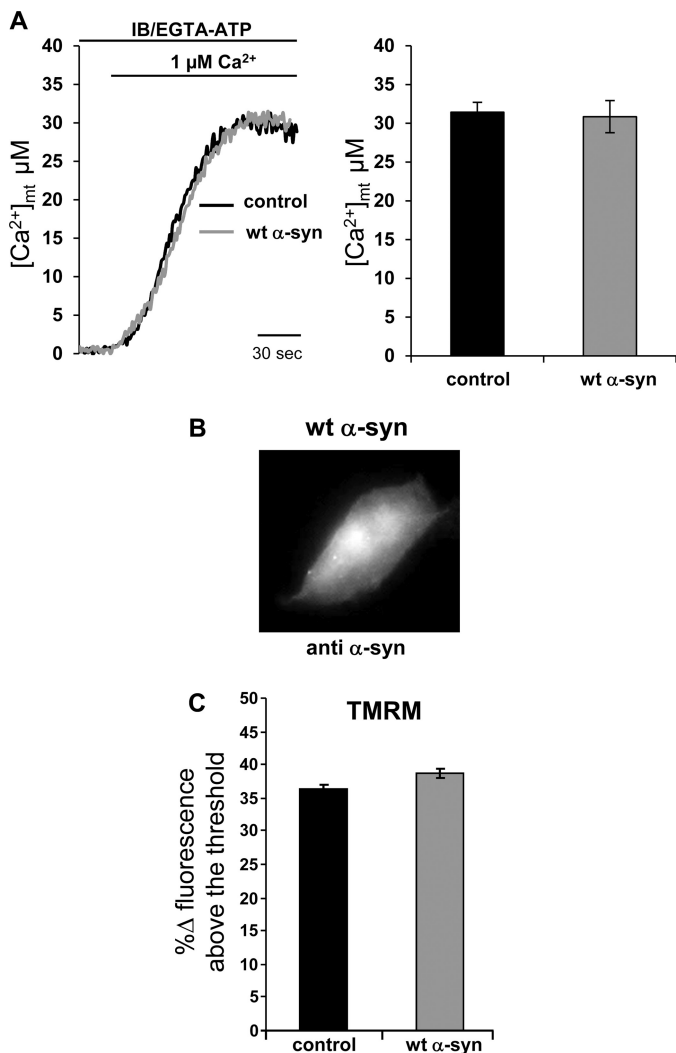 A
IB/EGTA-ATP
1 µM Ca²⁺
[Ca²⁺]mt µM
40
35
30
25
20
15
10
5
0
control
wt α-syn
30 sec
[Ca²⁺]mt µM
40
35
30
25
20
15
10
5
0
control
wt α-syn
B
wt α-syn
anti α-syn
C
TMRM
%Δ fluorescence
above the threshold
50
45
40
35
30
25
20
15
10
5
0
control
wt α-syn